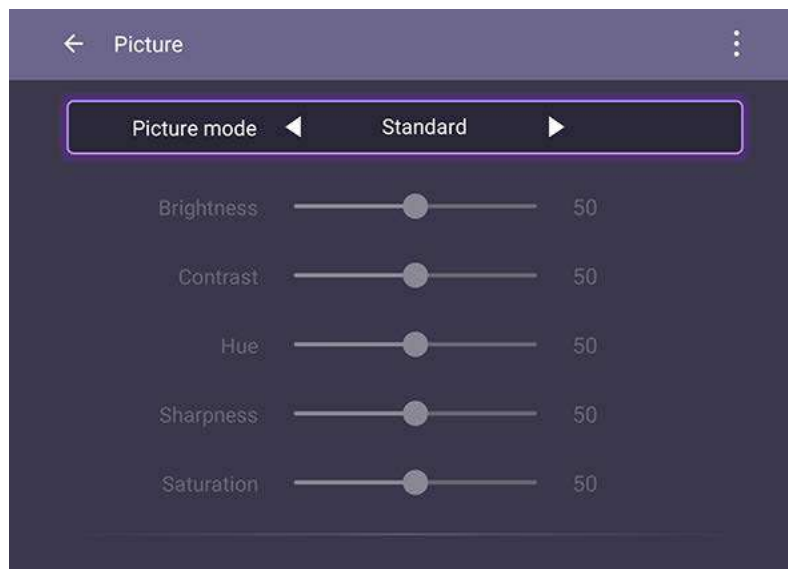 Picture
Picture mode Standard
Brightness 50
Contrast 50
Hue 50
Sharpness 50
Saturation 50